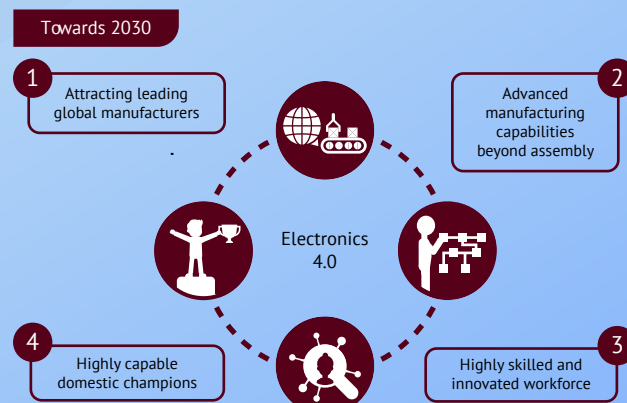 Towards 2030
1
Attracting leading
global manufacturers
2
Advanced
manufacturing
capabilities
beyond assembly
Electronics
4.0
4
Highly capable
domestic champions
3
Highly skilled and
innovated workforce